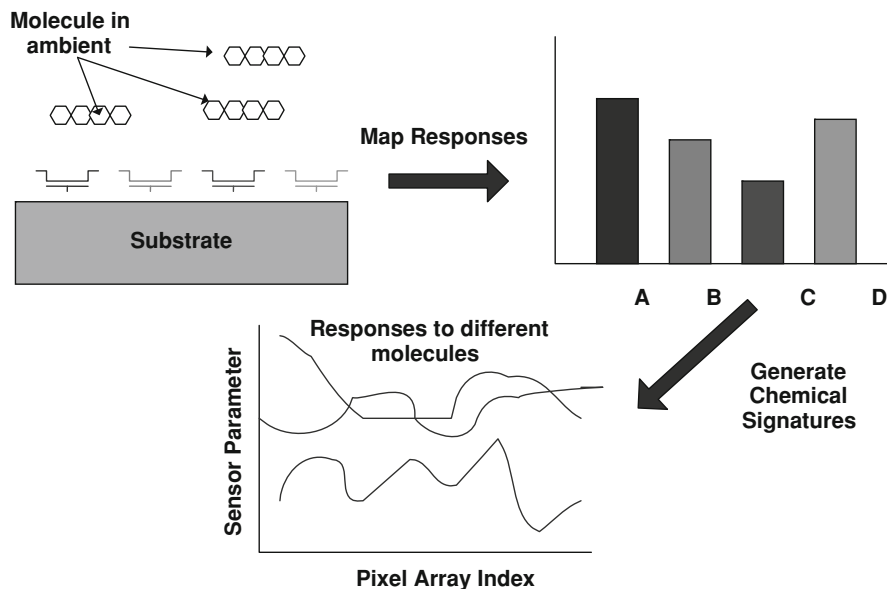 Molecule in
ambient
Map Responses
Substrate
A B C D
Responses to different
molecules
Generate
Chemical
Signatures
Sensor Parameter
Pixel Array Index